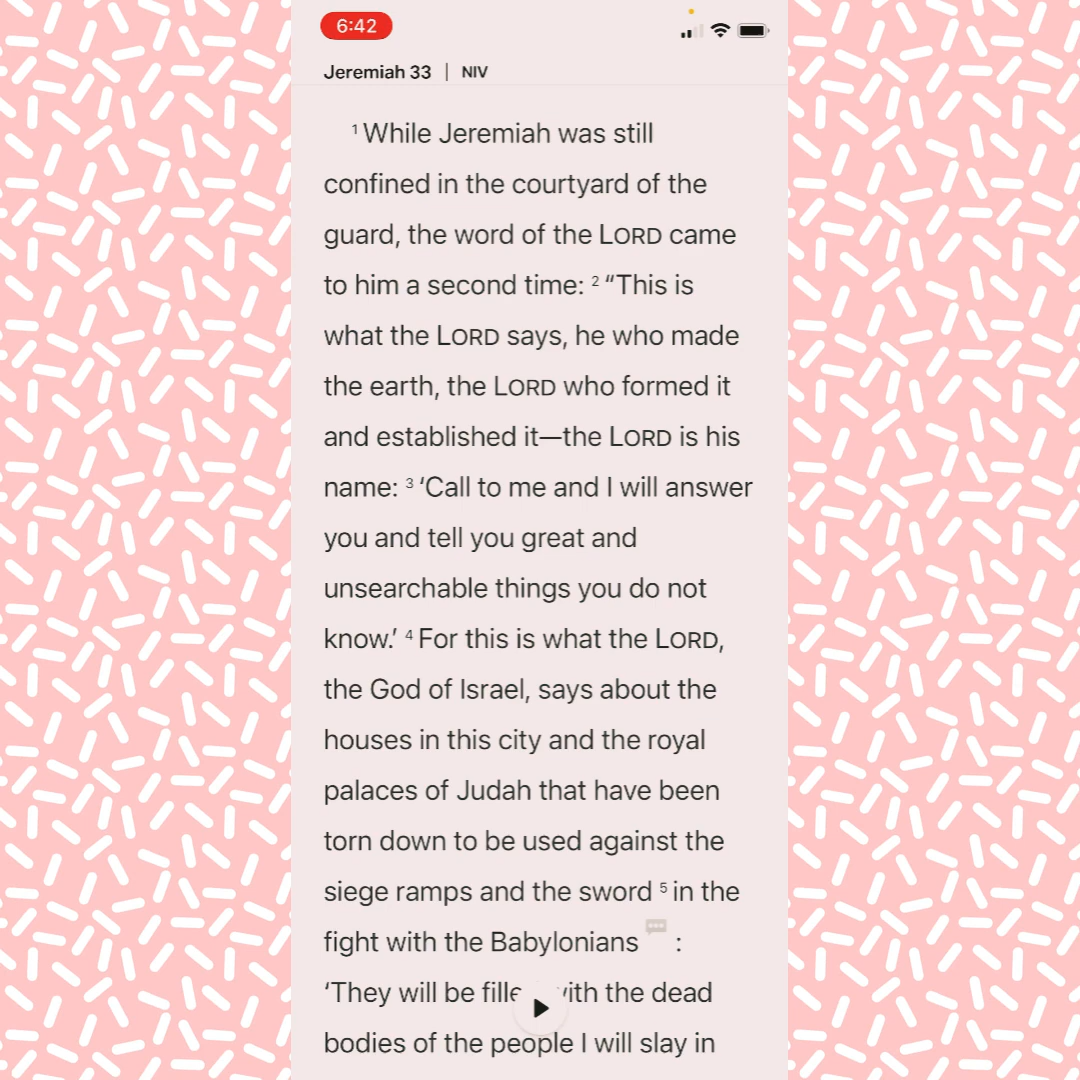 6:42
Jeremiah 33 | NIV
1 While Jeremiah was still
confined in the courtyard of the
guard, the word of the LORD came
to him a second time: 2 “This is
what the LORD says, he who made
the earth, the LORD who formed it
and established it—the LORD is his
name: 3 ‘Call to me and I will answer
you and tell you great and
unsearchable things you do not
know.’ 4 For this is what the LORD,
the God of Israel, says about the
houses in this city and the royal
palaces of Judah that have been
torn down to be used against the
siege ramps and the sword 5 in the
fight with the Babylonians :
‘They will be filled with the dead
bodies of the people I will slay in